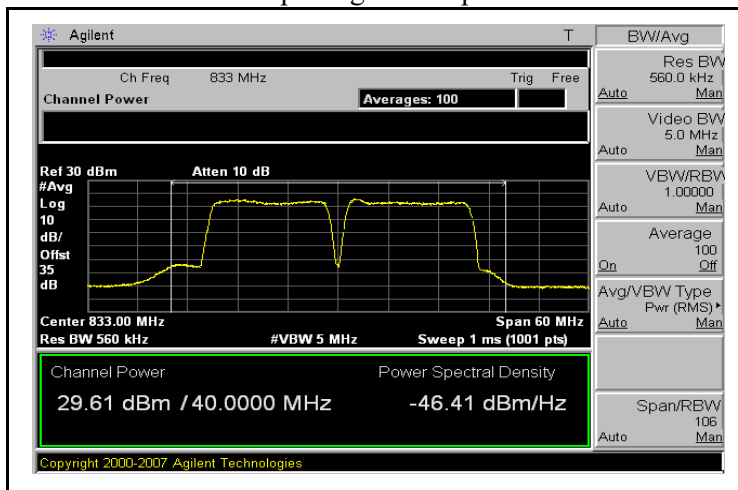 Agilent T BW/Avg
Ch Freq 833 MHz Trig Free
Channel Power Averages: 100
Ref 30 dBm Atten 10 dB
#Avg
Log
10
dB/
Offst
35
dB
Center 833.00 MHz Span 60 MHz
Res BW 560 kHz #VBW 5 MHz Sweep 1 ms (1001 pts)
Channel Power Power Spectral Density
29.61 dBm / 40.0000 MHz -46.41 dBm/Hz
Copyright 2000-2007 Agilent Technologies
Res BW
560.0 kHz
Auto Man
Video BW
5.0 MHz
Auto Man
VBW/RBW
1.00000
Auto Man
Average
100
On Off
Avg/VBW Type
Pwr (RMS)
Auto Man
Span/RBW
106
Auto Man